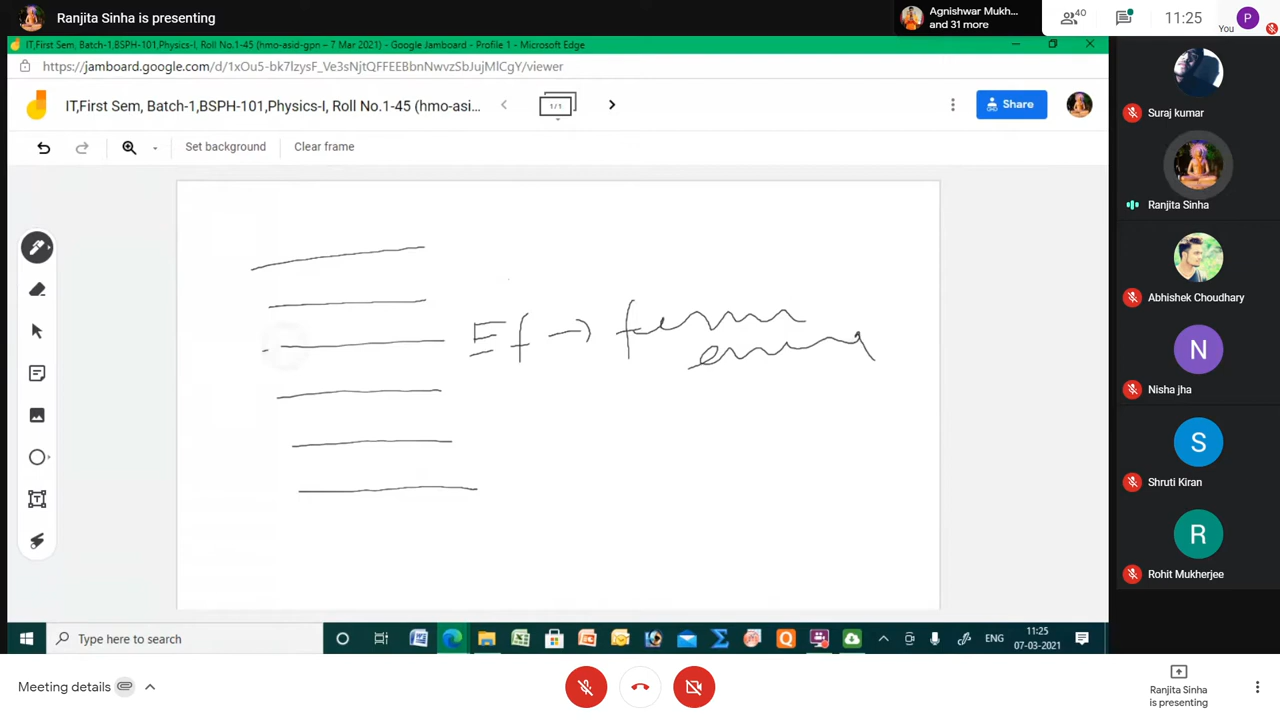 Ranjita Sinha is presenting
Agnishwar Mukh...
and 31 more
40
11:25
You
P
IT,First Sem, Batch-1,BSPH-101,Physics-I, Roll No.1-45 (hmo-asid-gpn – 7 Mar 2021) - Google Jamboard - Profile 1 - Microsoft Edge
https://jamboard.google.com/d/1xOu5-bk7lzysF_Ve3sNjtQFFEEBbnNwvzSbJujMlCgY/viewer
IT,First Sem, Batch-1,BSPH-101,Physics-I, Roll No.1-45 (hmo-asi...
1/1
Share
Set background
Clear frame
Ef → fermi
energy
Suraj kumar
Ranjita Sinha
Abhishek Choudhary
N
Nisha jha
S
Shruti Kiran
R
Rohit Mukherjee
Type here to search
ENG
11:25
07-03-2021
Meeting details
Ranjita Sinha
is presenting